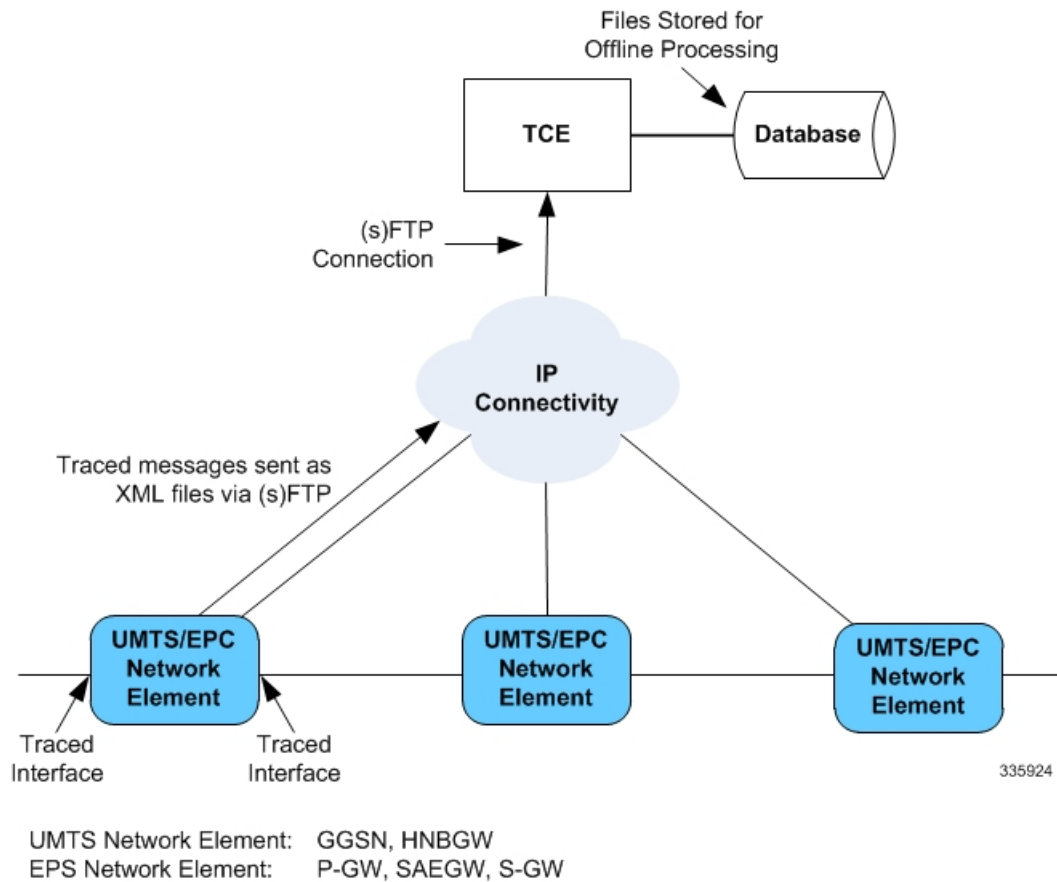 Files Stored for
Offline Processing
TCE
Database
(s)FTP
Connection
IP
Connectivity
Traced messages sent as
XML files via (s)FTP
UMTS/EPC
Network
Element
UMTS/EPC
Network
Element
UMTS/EPC
Network
Element
Traced
Interface
Traced
Interface
335924
UMTS Network Element: GGSN, HNBGW
EPS Network Element: P-GW, SAEGW, S-GW